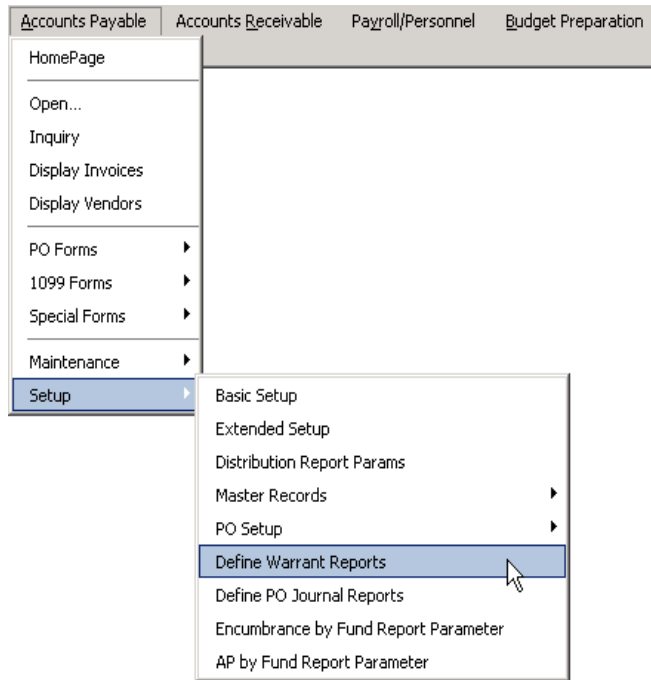 Accounts Payable Accounts Receivable Payroll/Personnel Budget Preparation
HomePage
Open...
Inquiry
Display Invoices
Display Vendors
PO Forms
1099 Forms
Special Forms
Maintenance
Setup
Basic Setup
Extended Setup
Distribution Report Params
Master Records
PO Setup
Define Warrant Reports
Define PO Journal Reports
Encumbrance by Fund Report Parameter
AP by Fund Report Parameter